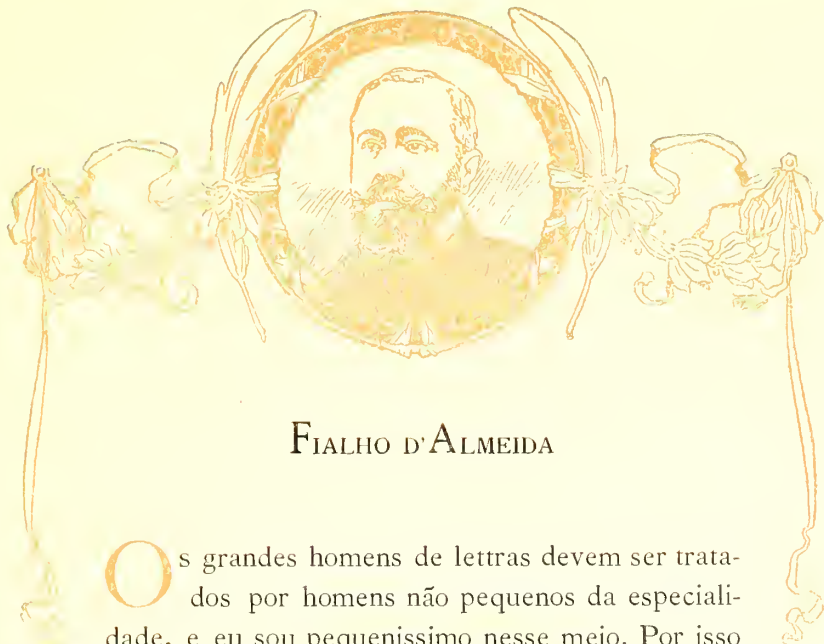 FIALHO D'ALMEIDA
Os grandes homens de lettras devem ser trata-
dos por homens não pequenos da especiali-
dade, e eu sou pequenissimo nesse meio. Por isso